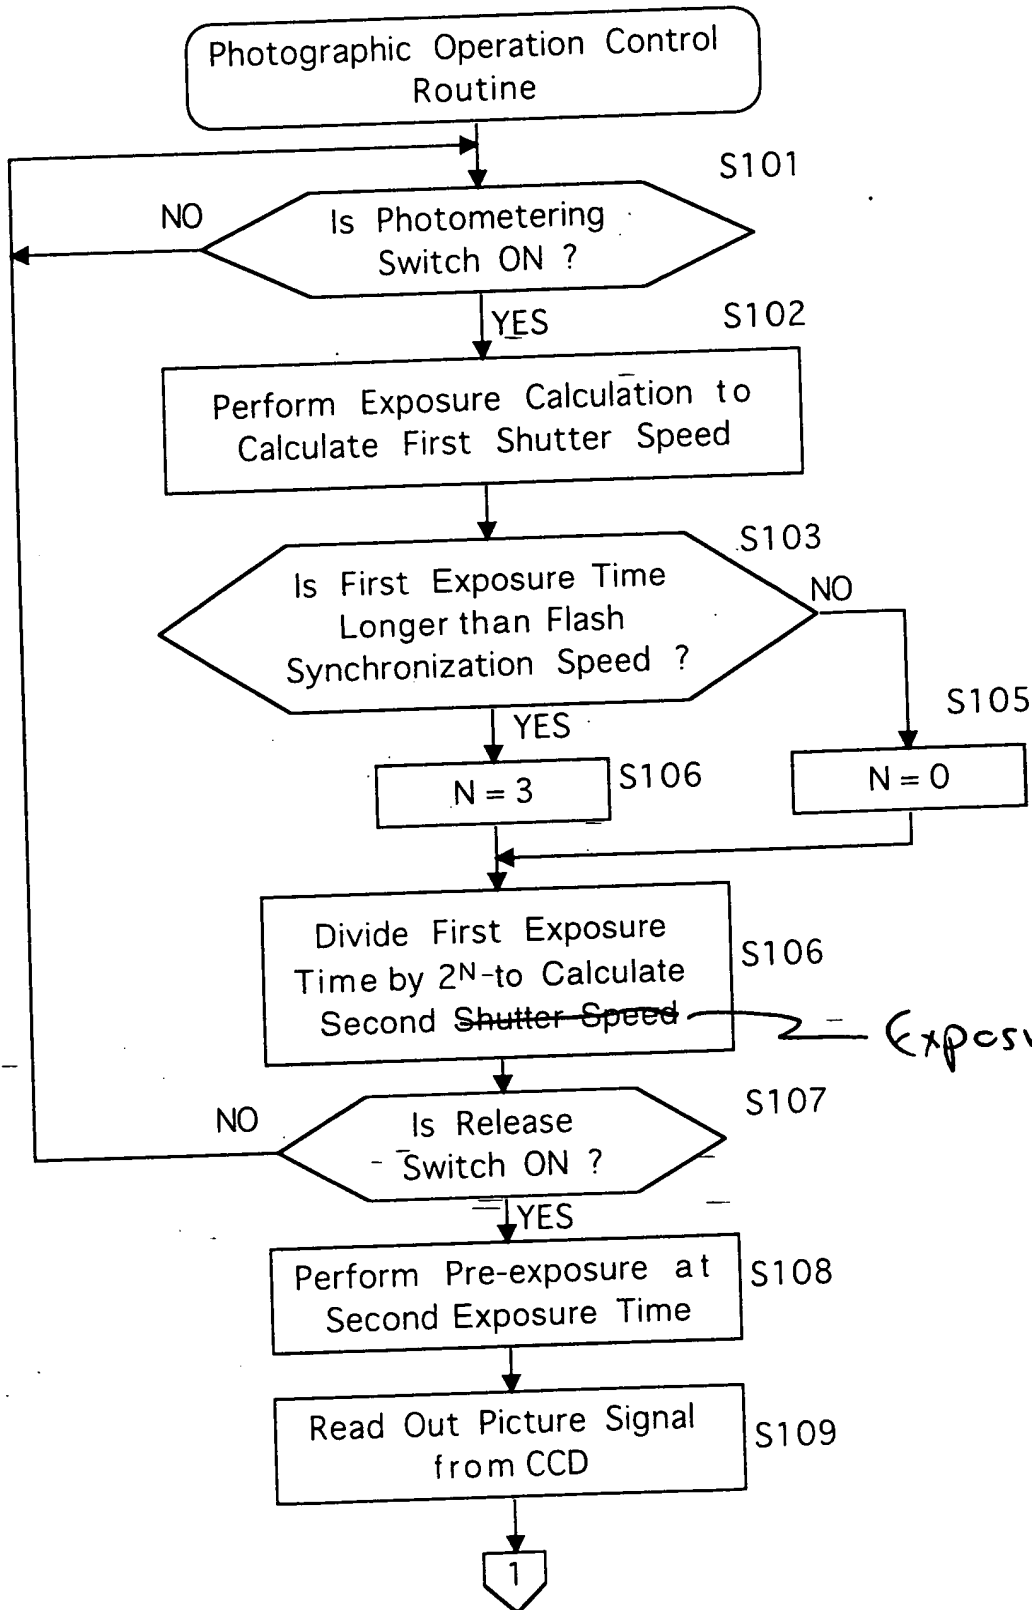 Photographic Operation Control
Routine
S101
NO
Is Photometering
Switch ON ?
YES
S102
Perform Exposure Calculation to
Calculate First Shutter Speed
S103
Is First Exposure Time
Longer than Flash
Synchronization Speed ?
NO
YES
S105
N = 3
S106
N = 0
Divide First Exposure
Time by 2ᴺ to Calculate
Second Shutter Speed
S106
S107
NO
Is Release
Switch ON ?
YES
Perform Pre-exposure at
Second Exposure Time
S108
Read Out Picture Signal
from CCD
S109
1